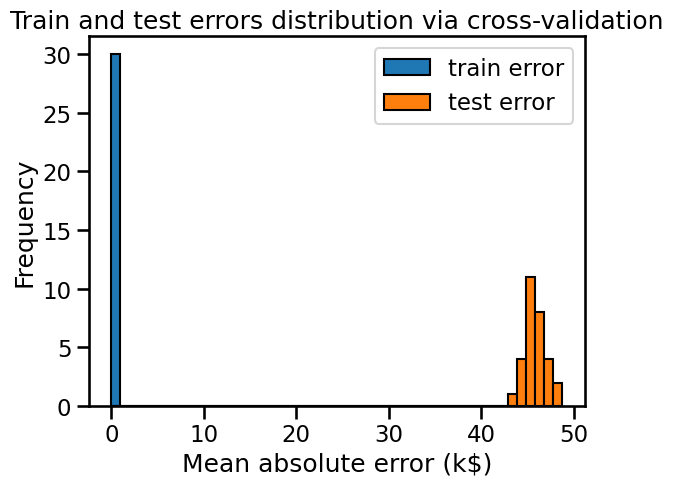 Train and test errors distribution via cross-validation
train error
test error
30
25
20
15
10
5
0
Frequency
0 10 20 30 40 50
Mean absolute error (k$)